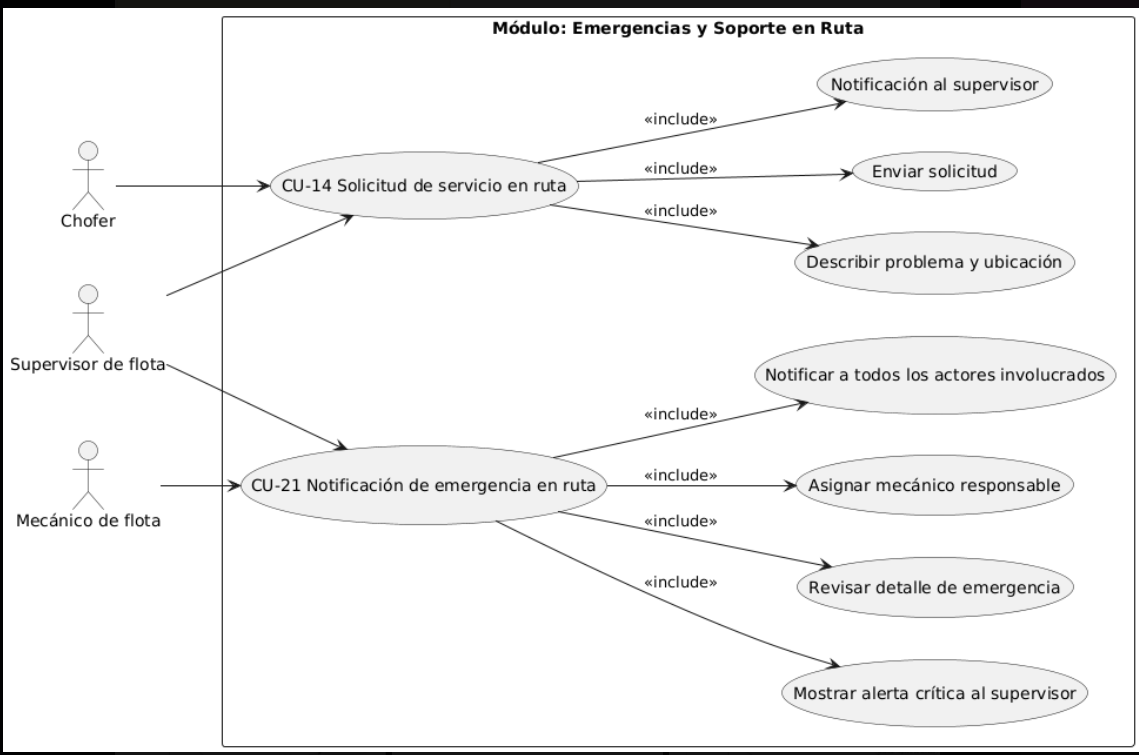 Módulo: Emergencias y Soporte en Ruta
Notificación al supervisor
«include»
Enviar solicitud
«include»
CU-14 Solicitud de servicio en ruta
Chofer
«include»
Describir problema y ubicación
Supervisor de flota
Notificar a todos los actores involucrados
«include»
CU-21 Notificación de emergencia en ruta
«include»
Asignar mecánico responsable
Mecánico de flota
«include»
Revisar detalle de emergencia
«include»
Mostrar alerta crítica al supervisor